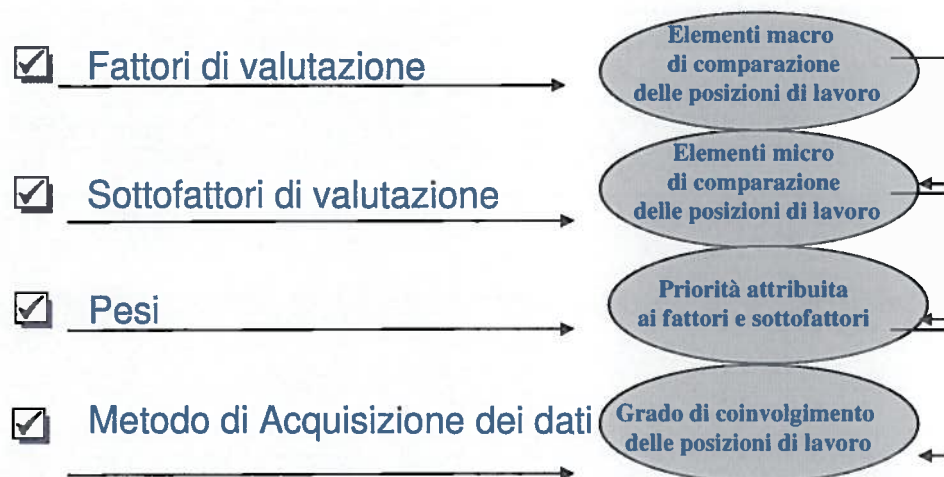 Fattori di valutazione
Elementi macro
di comparazione
delle posizioni di lavoro
Sottofattori di valutazione
Elementi micro
di comparazione
delle posizioni di lavoro
Pesi
Priorità attribuita
ai fattori e sottofattori
Metodo di Acquisizione dei dati
Grado di coinvolgimento
delle posizioni di lavoro